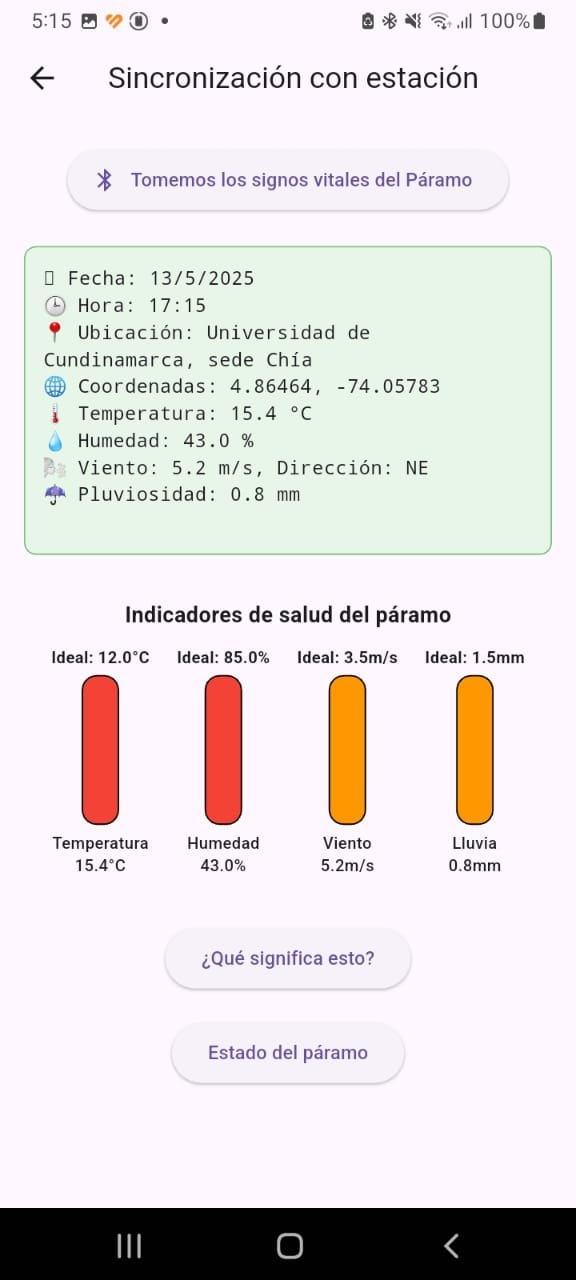 5:15 100%
Sincronización con estación
Tomemos los signos vitales del Páramo
Fecha: 13/5/2025
Hora: 17:15
Ubicación: Universidad de
Cundinamarca, sede Chía
Coordenadas: 4.86464, -74.05783
Temperatura: 15.4 °C
Humedad: 43.0 %
Viento: 5.2 m/s, Dirección: NE
Pluviosidad: 0.8 mm
Indicadores de salud del páramo
Ideal: 12.0°C Ideal: 85.0% Ideal: 3.5m/s Ideal: 1.5mm
Temperatura Humedad Viento Lluvia
15.4°C 43.0% 5.2m/s 0.8mm
¿Qué significa esto?
Estado del páramo